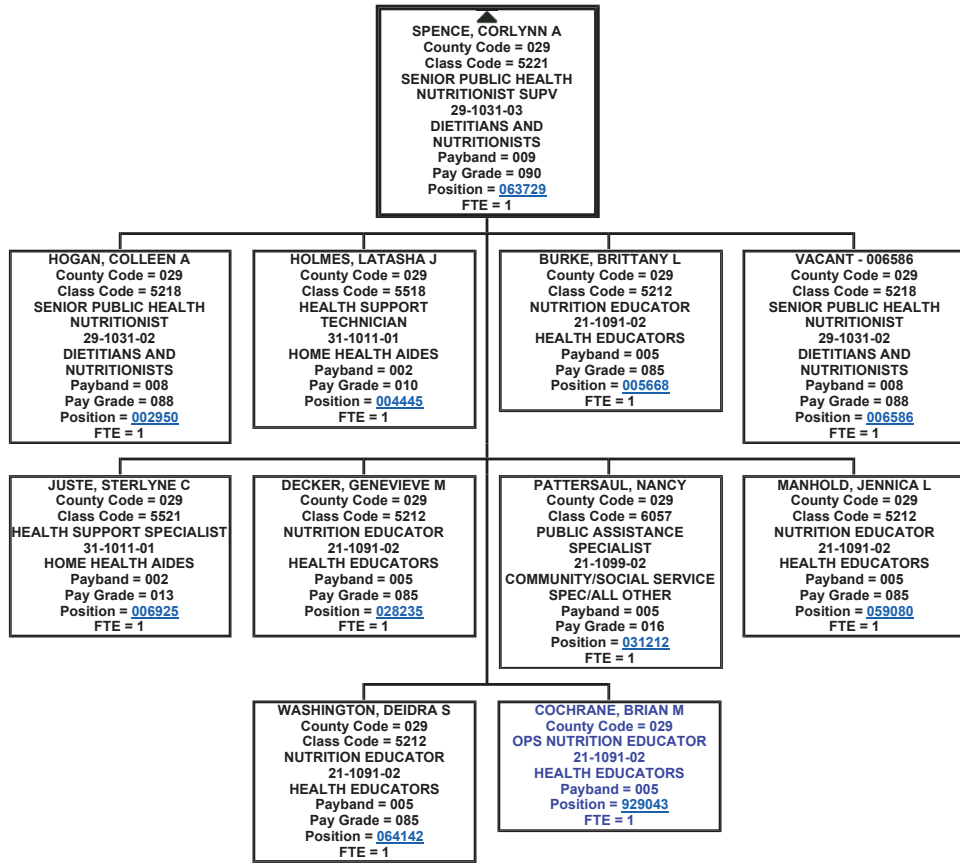 SPENCE, CORLYNN A
County Code = 029
Class Code = 5221
SENIOR PUBLIC HEALTH
NUTRITIONIST SUPV
29-1031-03
DIETITIANS AND
NUTRITIONISTS
Payband = 009
Pay Grade = 090
Position = 063729
FTE = 1
HOGAN, COLLEEN A
County Code = 029
Class Code = 5218
SENIOR PUBLIC HEALTH
NUTRITIONIST
29-1031-02
DIETITIANS AND
NUTRITIONISTS
Payband = 008
Pay Grade = 088
Position = 002950
FTE = 1
HOLMES, LATASHA J
County Code = 029
Class Code = 5518
HEALTH SUPPORT
TECHNICIAN
31-1011-01
HOME HEALTH AIDES
Payband = 002
Pay Grade = 010
Position = 004445
FTE = 1
BURKE, BRITTANY L
County Code = 029
Class Code = 5212
NUTRITION EDUCATOR
21-1091-02
HEALTH EDUCATORS
Payband = 005
Pay Grade = 085
Position = 005668
FTE = 1
VACANT - 006586
County Code = 029
Class Code = 5218
SENIOR PUBLIC HEALTH
NUTRITIONIST
29-1031-02
DIETITIANS AND
NUTRITIONISTS
Payband = 008
Pay Grade = 088
Position = 006586
FTE = 1
JUSTE, STERLYNE C
County Code = 029
Class Code = 5521
HEALTH SUPPORT SPECIALIST
31-1011-01
HOME HEALTH AIDES
Payband = 002
Pay Grade = 013
Position = 006925
FTE = 1
DECKER, GENEVIEVE M
County Code = 029
Class Code = 5212
NUTRITION EDUCATOR
21-1091-02
HEALTH EDUCATORS
Payband = 005
Pay Grade = 085
Position = 028235
FTE = 1
PATTERSAUL, NANCY
County Code = 029
Class Code = 6057
PUBLIC ASSISTANCE
SPECIALIST
21-1099-02
COMMUNITY/SOCIAL SERVICE
SPEC/ALL OTHER
Payband = 005
Pay Grade = 016
Position = 031212
FTE = 1
MANHOLD, JENNICA L
County Code = 029
Class Code = 5212
NUTRITION EDUCATOR
21-1091-02
HEALTH EDUCATORS
Payband = 005
Pay Grade = 085
Position = 059080
FTE = 1
WASHINGTON, DEIDRA S
County Code = 029
Class Code = 5212
NUTRITION EDUCATOR
21-1091-02
HEALTH EDUCATORS
Payband = 005
Pay Grade = 085
Position = 064142
FTE = 1
COCHRANE, BRIAN M
County Code = 029
OPS NUTRITION EDUCATOR
21-1091-02
HEALTH EDUCATORS
Payband = 005
Position = 929043
FTE = 1